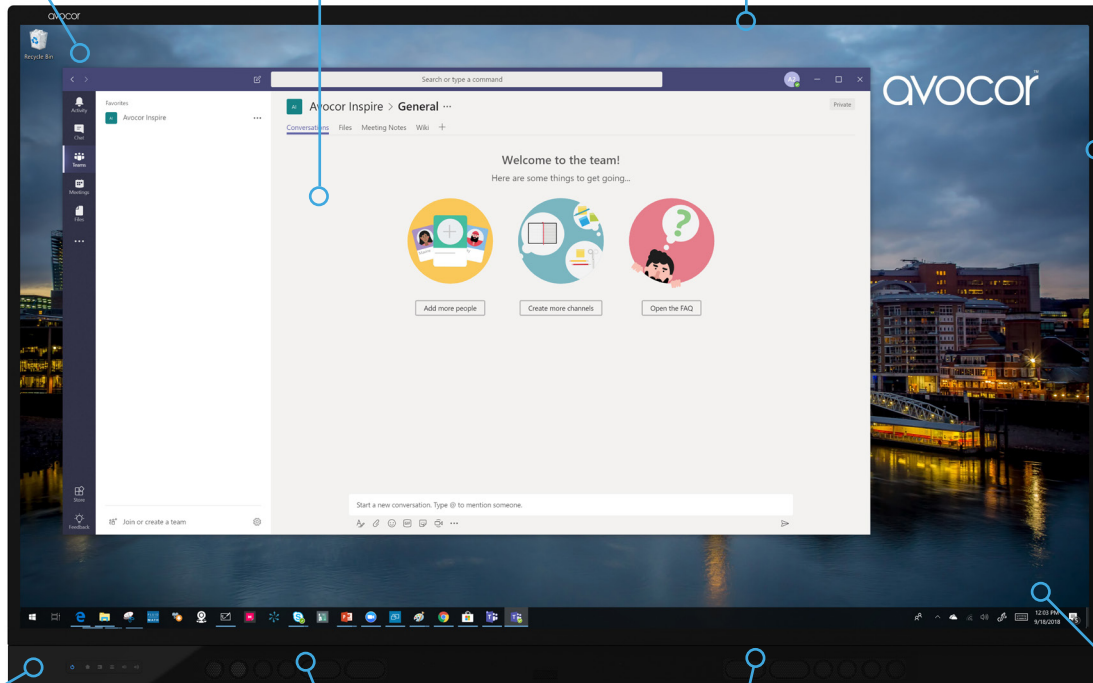 avocor
Recycle Bin
avocor
Search or type a command
Activity
Chat
Teams
Meetings
Files
Store
Feedback
Favorites
AI Avocor Inspire
Join or create a team
AI Avocor Inspire > General
Private
Conversations Files Meeting Notes Wiki +
Welcome to the team!
Here are some things to get going...
Add more people
Create more channels
Open the FAQ
Start a new conversation. Type @ to mention someone.
12:03 PM
9/18/2018